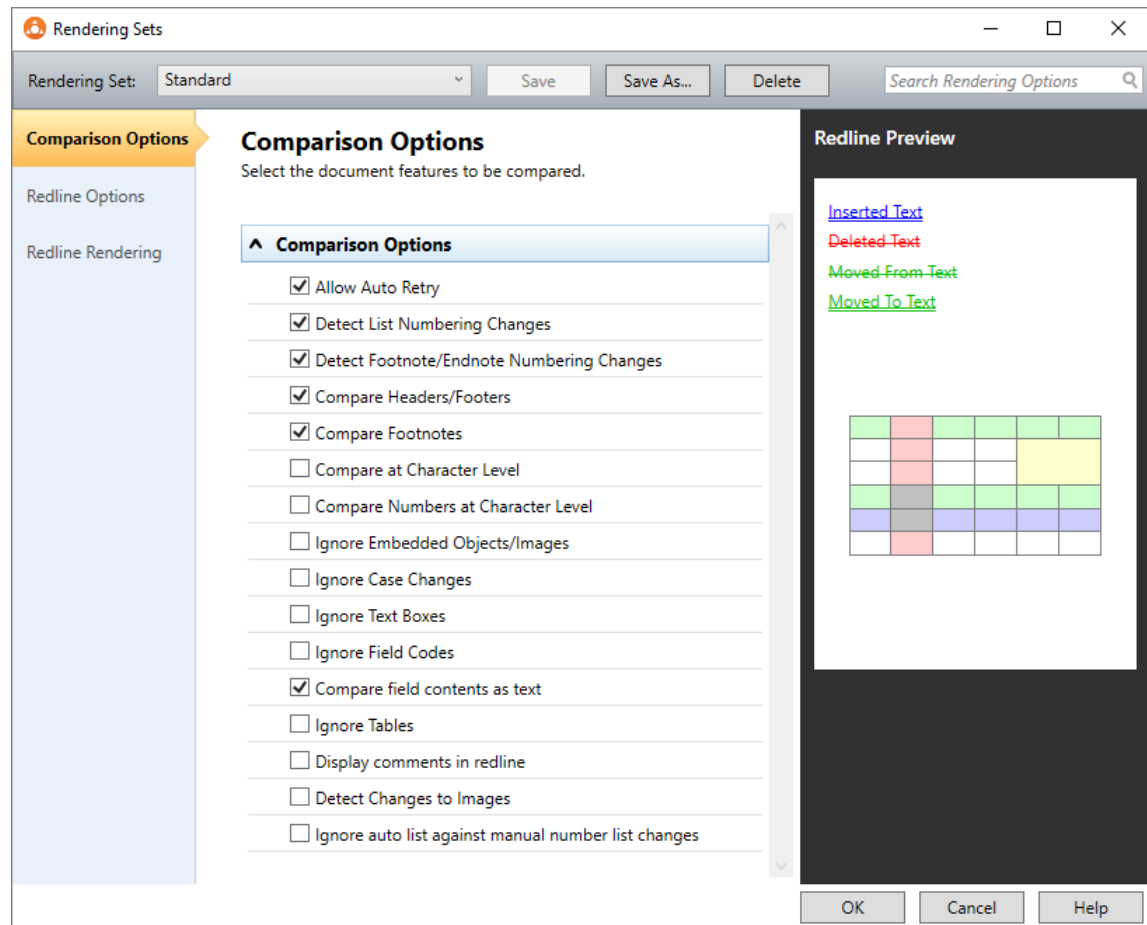 Rendering Sets
Rendering Set: Standard Save Save As... Delete Search Rendering Options
Comparison Options
Redline Options
Redline Rendering
Comparison Options
Select the document features to be compared.
Comparison Options
Allow Auto Retry
Detect List Numbering Changes
Detect Footnote/Endnote Numbering Changes
Compare Headers/Footers
Compare Footnotes
Compare at Character Level
Compare Numbers at Character Level
Ignore Embedded Objects/Images
Ignore Case Changes
Ignore Text Boxes
Ignore Field Codes
Compare field contents as text
Ignore Tables
Display comments in redline
Detect Changes to Images
Ignore auto list against manual number list changes
Redline Preview
Inserted Text
Deleted Text
Moved From Text
Moved To Text
OK Cancel Help